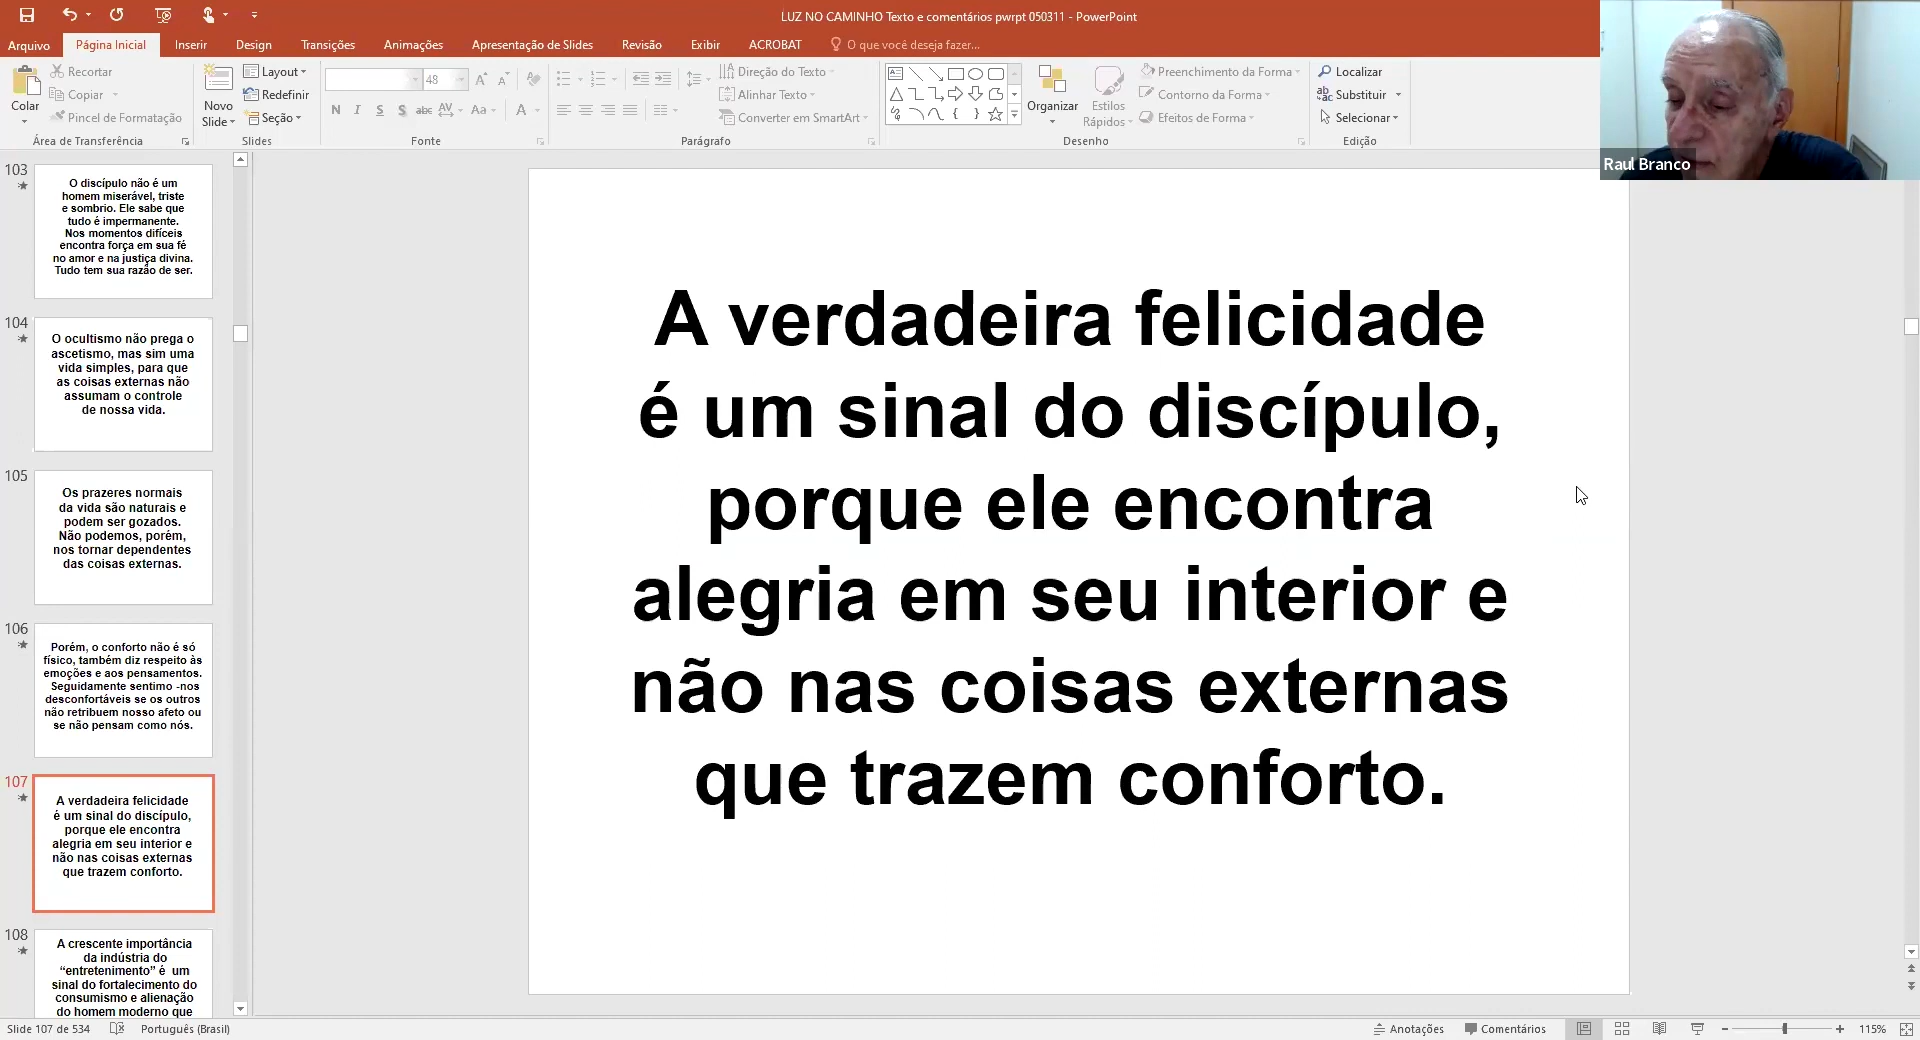 LUZ NO CAMINHO Texto e comentários pwrpt 050311 - PowerPoint
Arquivo
Página Inicial
Inserir
Design
Transições
Animações
Apresentação de Slides
Revisão
Exibir
ACROBAT
O que você deseja fazer...
Colar
Recortar
Copiar
Pincel de Formatação
Área de Transferência
Novo
Slide
Layout
Redefinir
Seção
Slides
48
N I S S abc AV Aa A
Fonte
Direção do Texto
Alinhar Texto
Converter em SmartArt
Parágrafo
Organizar
Estilos
Rápidos
Preenchimento da Forma
Contorno da Forma
Efeitos de Forma
Desenho
Localizar
Substituir
Selecionar
Edição
Raul Branco
103
O discípulo não é um
homem miserável, triste
e sombrio. Ele sabe que
tudo é impermanente.
Nos momentos difíceis
encontra força em sua fé
no amor e na justiça divina.
Tudo tem sua razão de ser.
104
O ocultismo não prega o
ascetismo, mas sim uma
vida simples, para que
as coisas externas não
assumam o controle
de nossa vida.
105
Os prazeres normais
da vida são naturais e
podem ser gozados.
Não podemos, porém,
nos tornar dependentes
das coisas externas.
106
Porém, o conforto não é só
físico, também diz respeito às
emoções e aos pensamentos.
Seguidamente sentimo -nos
desconfortáveis se os outros
não retribuem nosso afeto ou
se não pensam como nós.
107
A verdadeira felicidade
é um sinal do discípulo,
porque ele encontra
alegria em seu interior e
não nas coisas externas
que trazem conforto.
108
A crescente importância
da indústria do
“entretenimento” é um
sinal do fortalecimento do
consumismo e alienação
do homem moderno que
A verdadeira felicidade
é um sinal do discípulo,
porque ele encontra
alegria em seu interior e
não nas coisas externas
que trazem conforto.
Slide 107 de 534
Português (Brasil)
Anotações
Comentários
115%